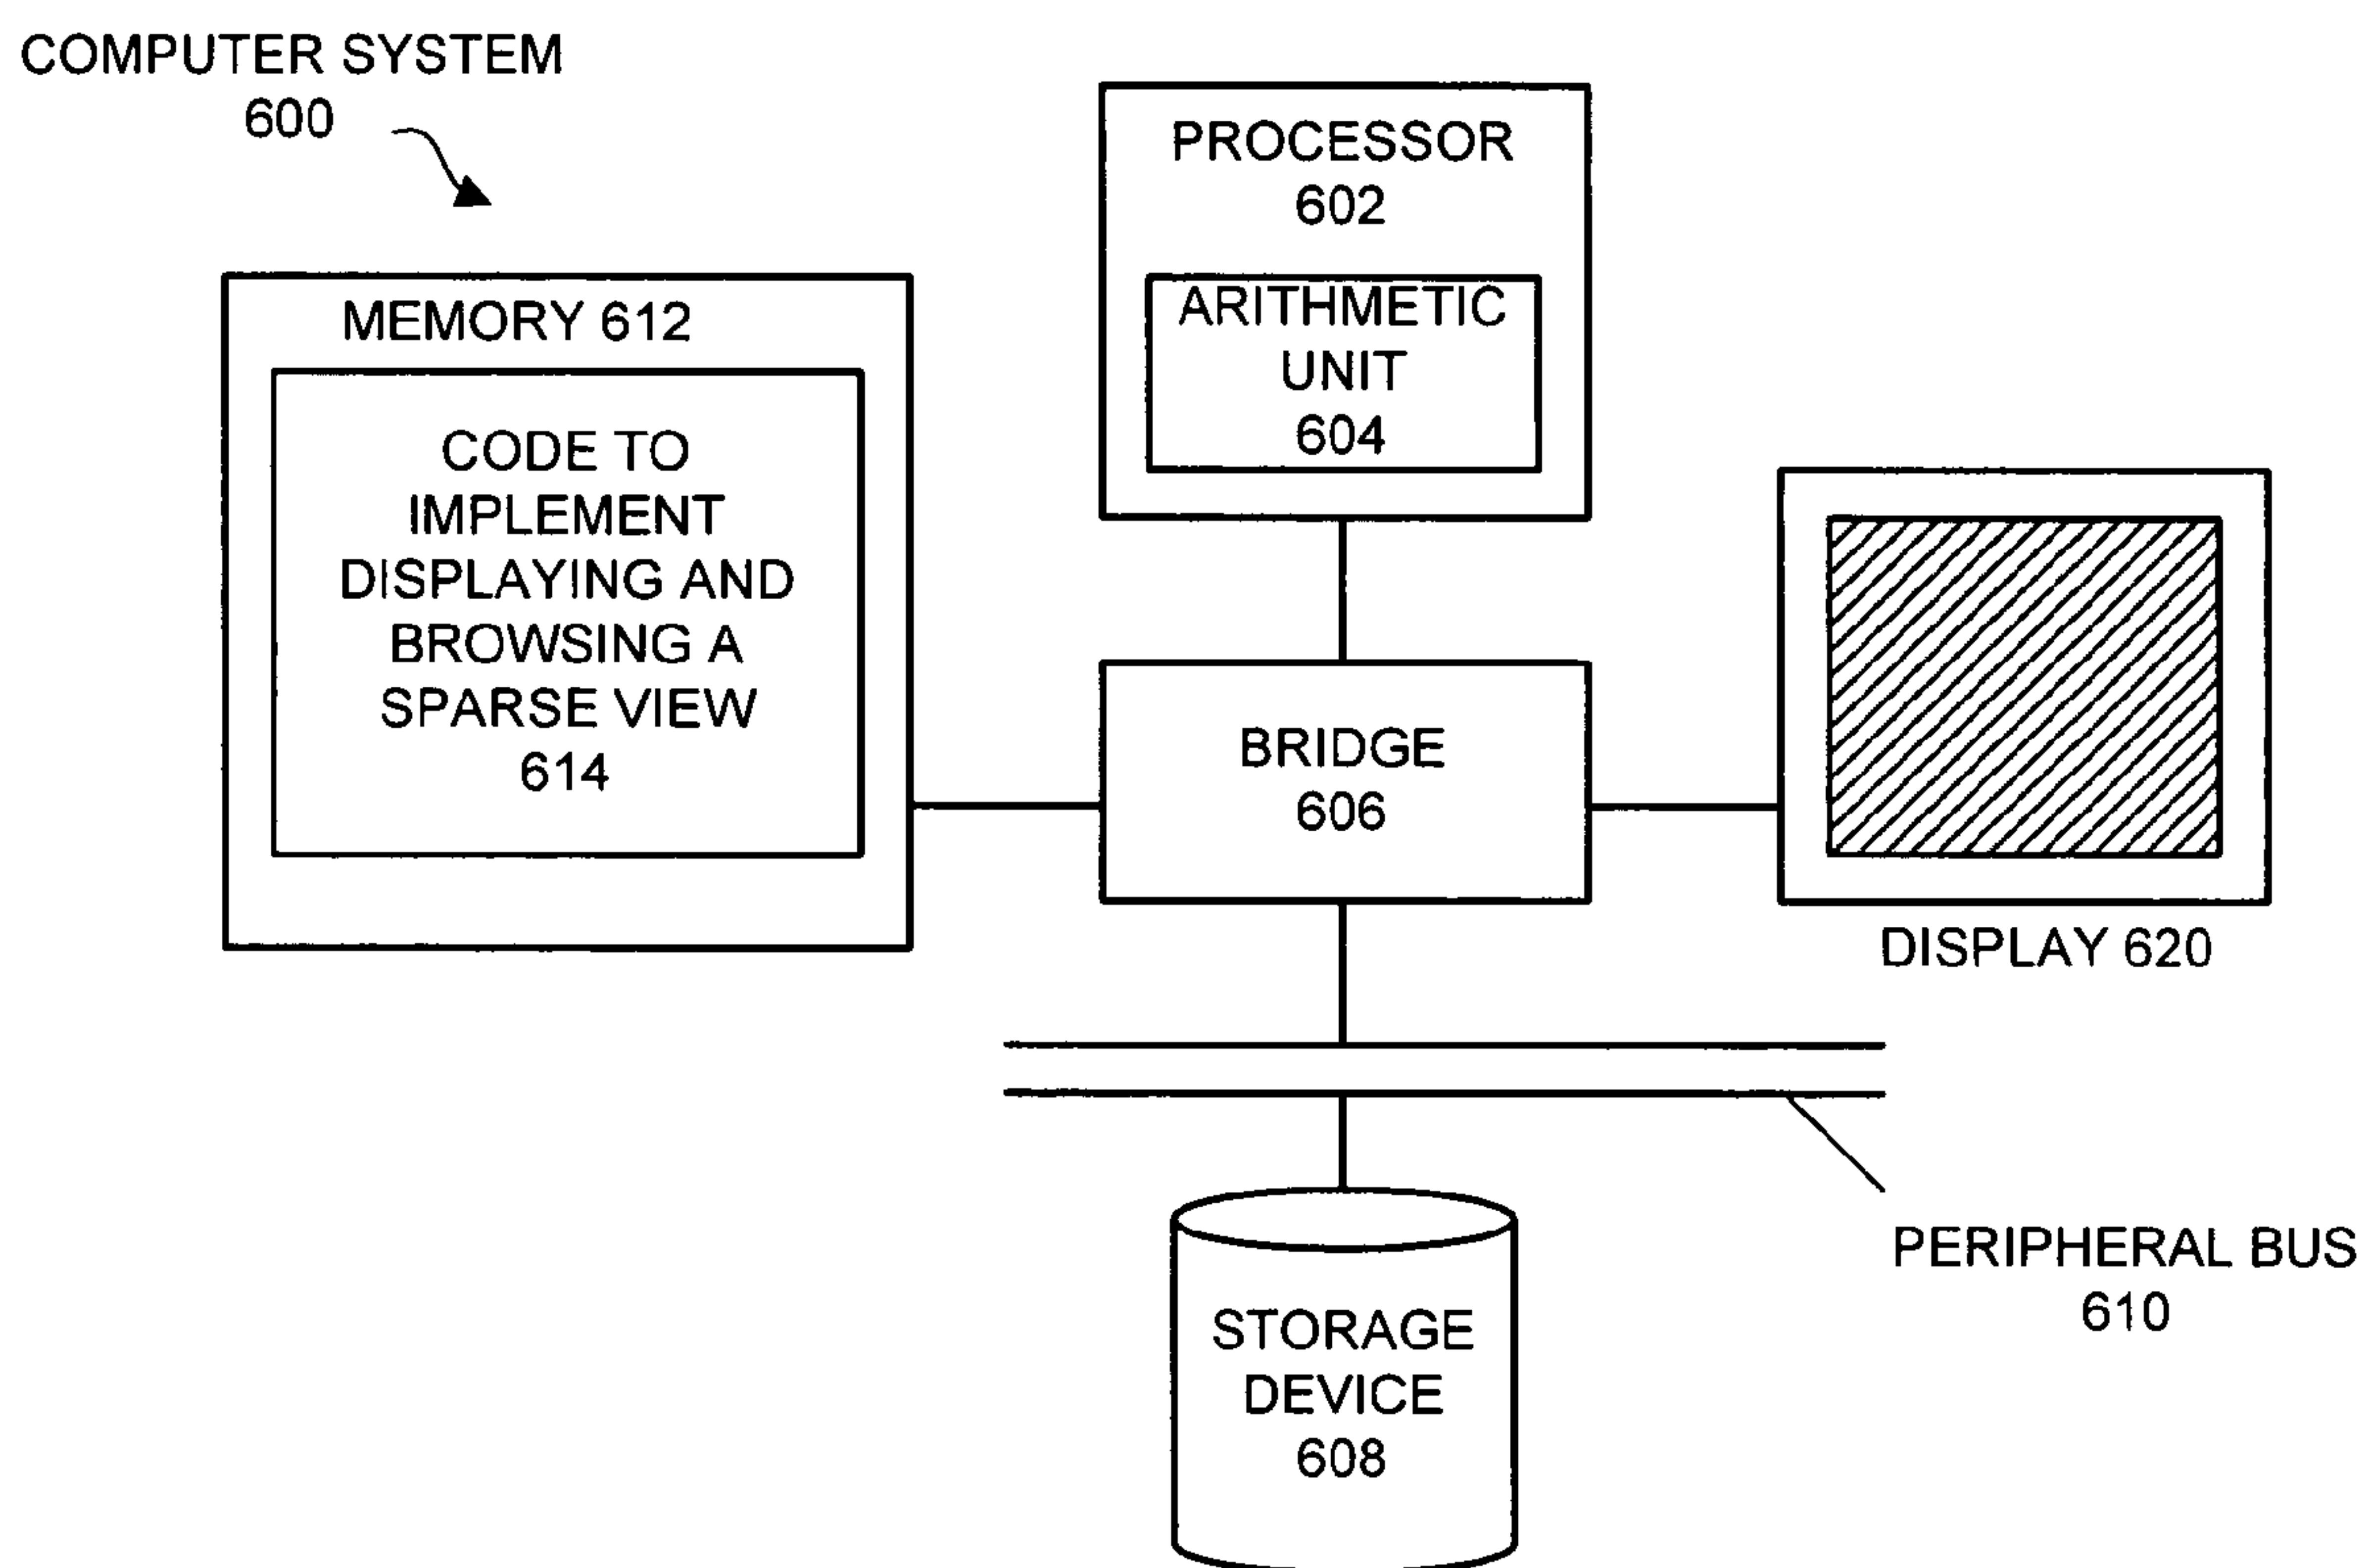 COMPUTER SYSTEM
600
PROCESSOR
602
ARITHMETIC
UNIT
604
MEMORY 612
CODE TO
IMPLEMENT
DISPLAYING AND
BROWSING A
SPARSE VIEW
614
BRIDGE
606
DISPLAY 620
PERIPHERAL BUS
610
STORAGE
DEVICE
608